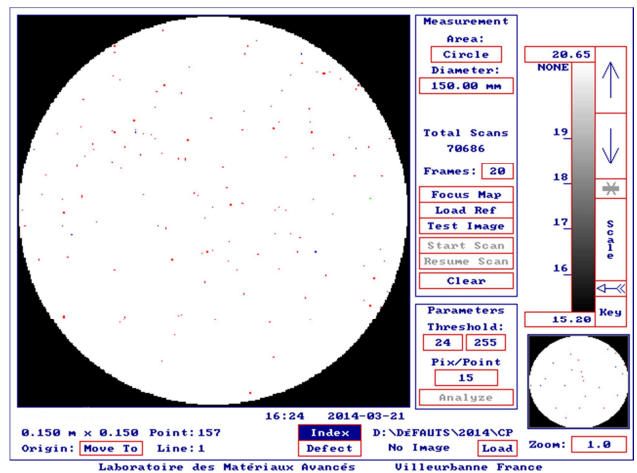 Measurement
Area:
Circle
Diameter:
150.00 mm
Total Scans
70686
Frames: 20
Focus Map
Load Ref
Test Image
Start Scan
Resume Scan
Clear
Parameters
Threshold:
24 255
Pix/Point
15
Analyze
20.65
NONE
19
18
17
16
15.20
Scale
Key
16:24 2014-03-21
0.150 m x 0.150 Point:157 Index D:\DéFAUTS\2014\CP
Origin: Move To Line:1 Defect No Image Load Zoom: 1.0
Laboratoire des Matériaux Avancés Villeurbanne France